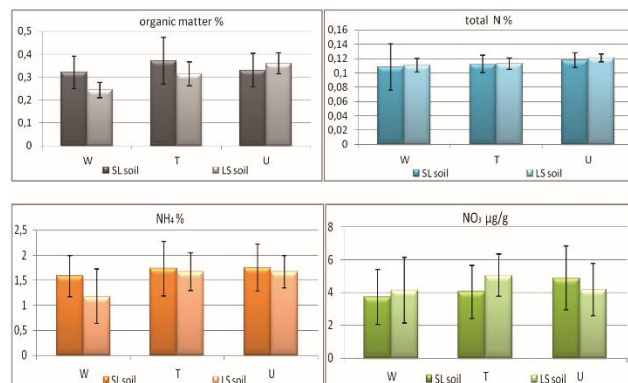 organic matter %
0,5
0,4
0,3
0,2
0,1
0
W T U
SL soil LS soil
total N %
0,16
0,14
0,12
0,1
0,08
0,06
0,04
0,02
0
W T U
SL soil LS soil
NH₄ %
2,5
2
1,5
1
0,5
0
W T U
SL soil LS soil
NO₃ µg/g
8
6
4
2
0
W T U
SL soil LS soil